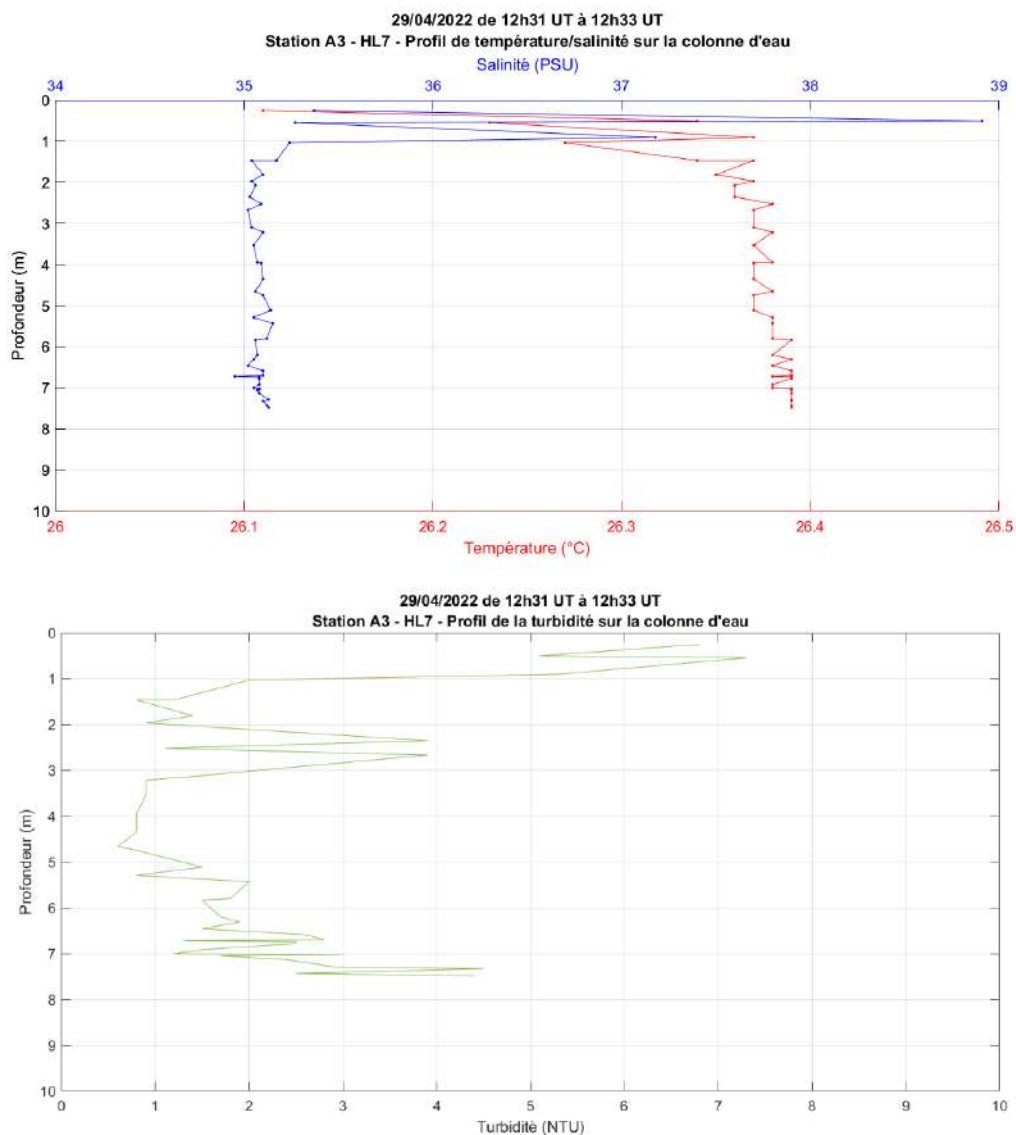 29/04/2022 de 12h31 UT à 12h33 UT
Station A3 - HL7 - Profil de température/salinité sur la colonne d'eau
Salinité (PSU)
34 35 36 37 38 39
0
1
2
3
4
5
6
7
8
9
10
Profondeur (m)
26 26.1 26.2 26.3 26.4 26.5
Température (°C)
29/04/2022 de 12h31 UT à 12h33 UT
Station A3 - HL7 - Profil de la turbidité sur la colonne d'eau
0
1
2
3
4
5
6
7
8
9
10
Profondeur (m)
0 1 2 3 4 5 6 7 8 9 10
Turbidité (NTU)